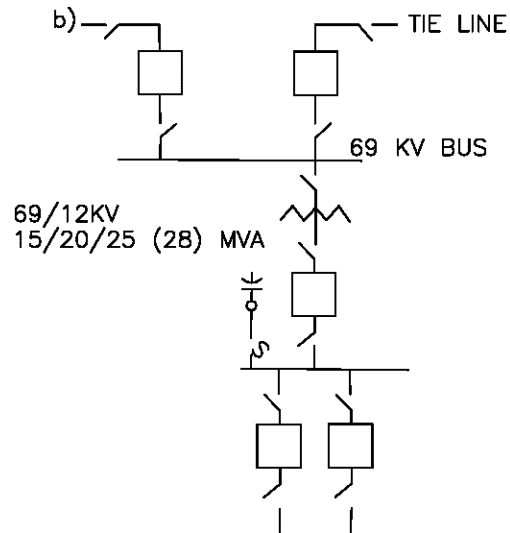 b)
TIE LINE
69 KV BUS
69/12KV
15/20/25 (28) MVA
S